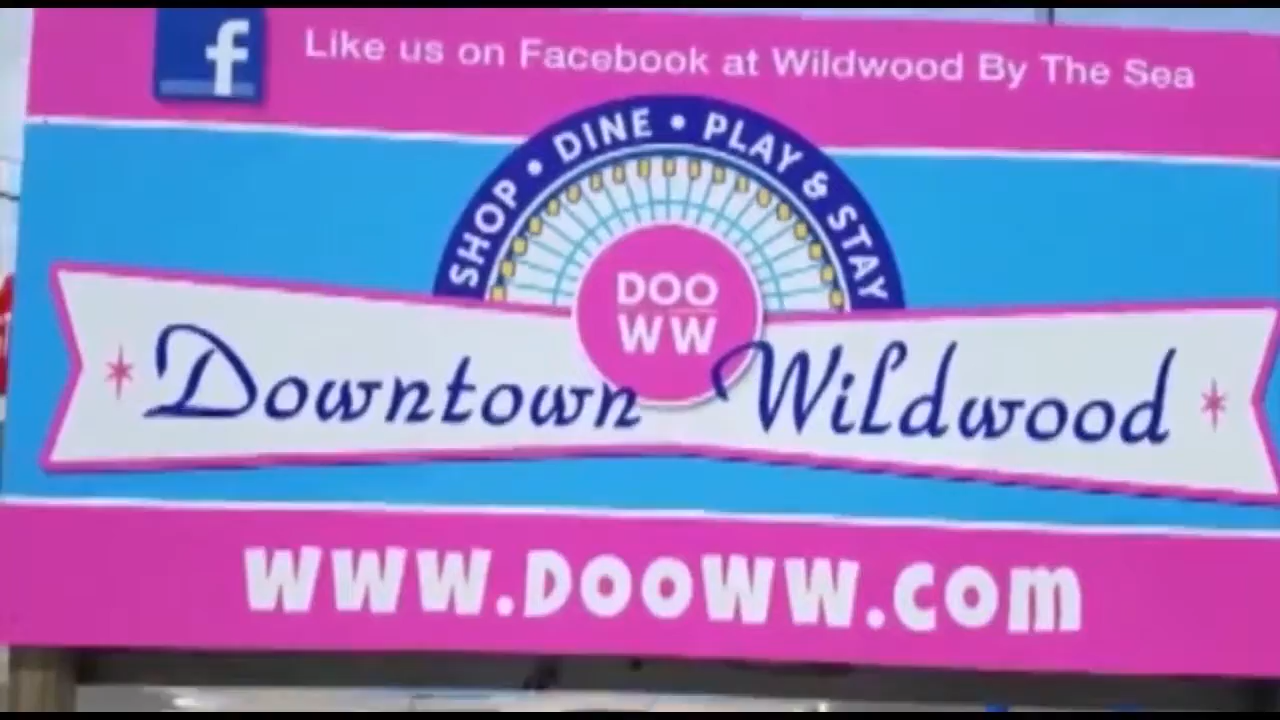 f
Like us on Facebook at Wildwood By The Sea
SHOP • DINE • PLAY & STAY
DOO
WW
Downtown Wildwood
www.DooWW.com